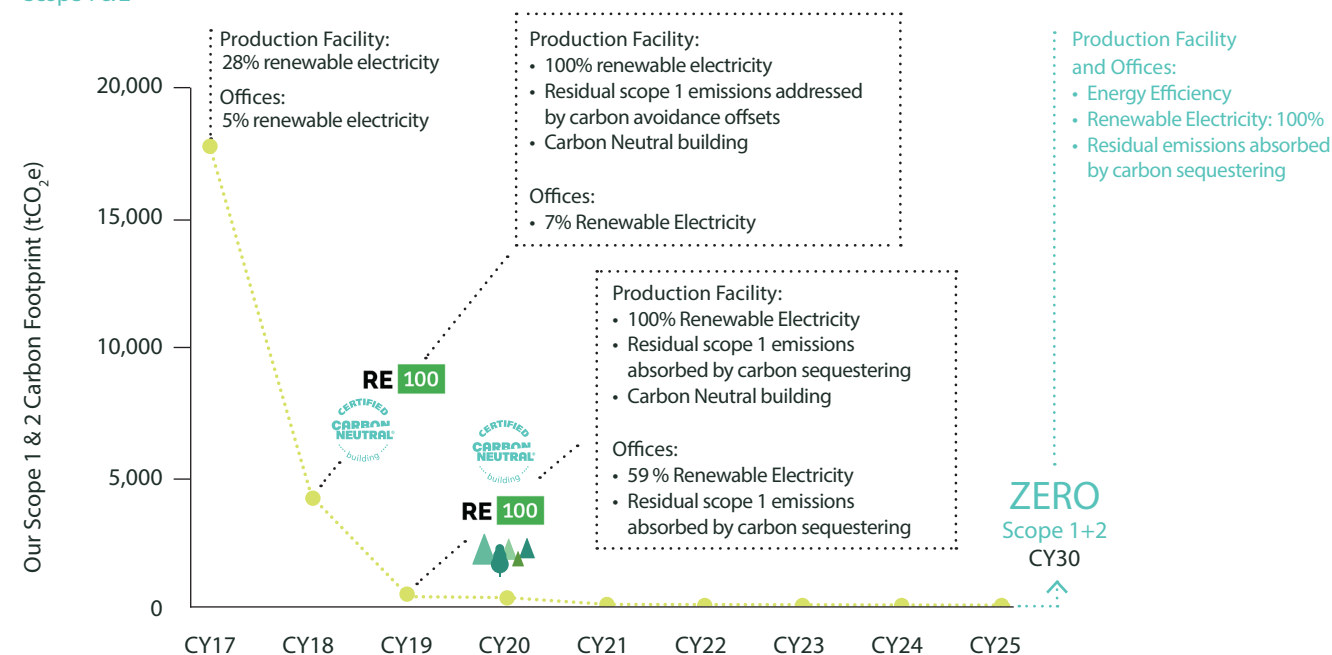 Production Facility:
28% renewable electricity
Offices:
5% renewable electricity
Production Facility:
• 100% renewable electricity
• Residual scope 1 emissions addressed
by carbon avoidance offsets
• Carbon Neutral building
Offices:
• 7% Renewable Electricity
Production Facility
and Offices:
• Energy Efficiency
• Renewable Electricity: 100%
• Residual emissions absorbed
by carbon sequestering
Production Facility:
• 100% Renewable Electricity
• Residual scope 1 emissions
absorbed by carbon sequestering
• Carbon Neutral building
Offices:
• 59 % Renewable Electricity
• Residual scope 1 emissions
absorbed by carbon sequestering
Our Scope 1 & 2 Carbon Footprint (tCO₂e)
20,000
15,000
10,000
5,000
0
RE 100
CERTIFIED
CARBON
NEUTRAL®
building
CERTIFIED
CARBON
NEUTRAL®
building
RE 100
ZERO
Scope 1+2
CY30
CY17 CY18 CY19 CY20 CY21 CY22 CY23 CY24 CY25